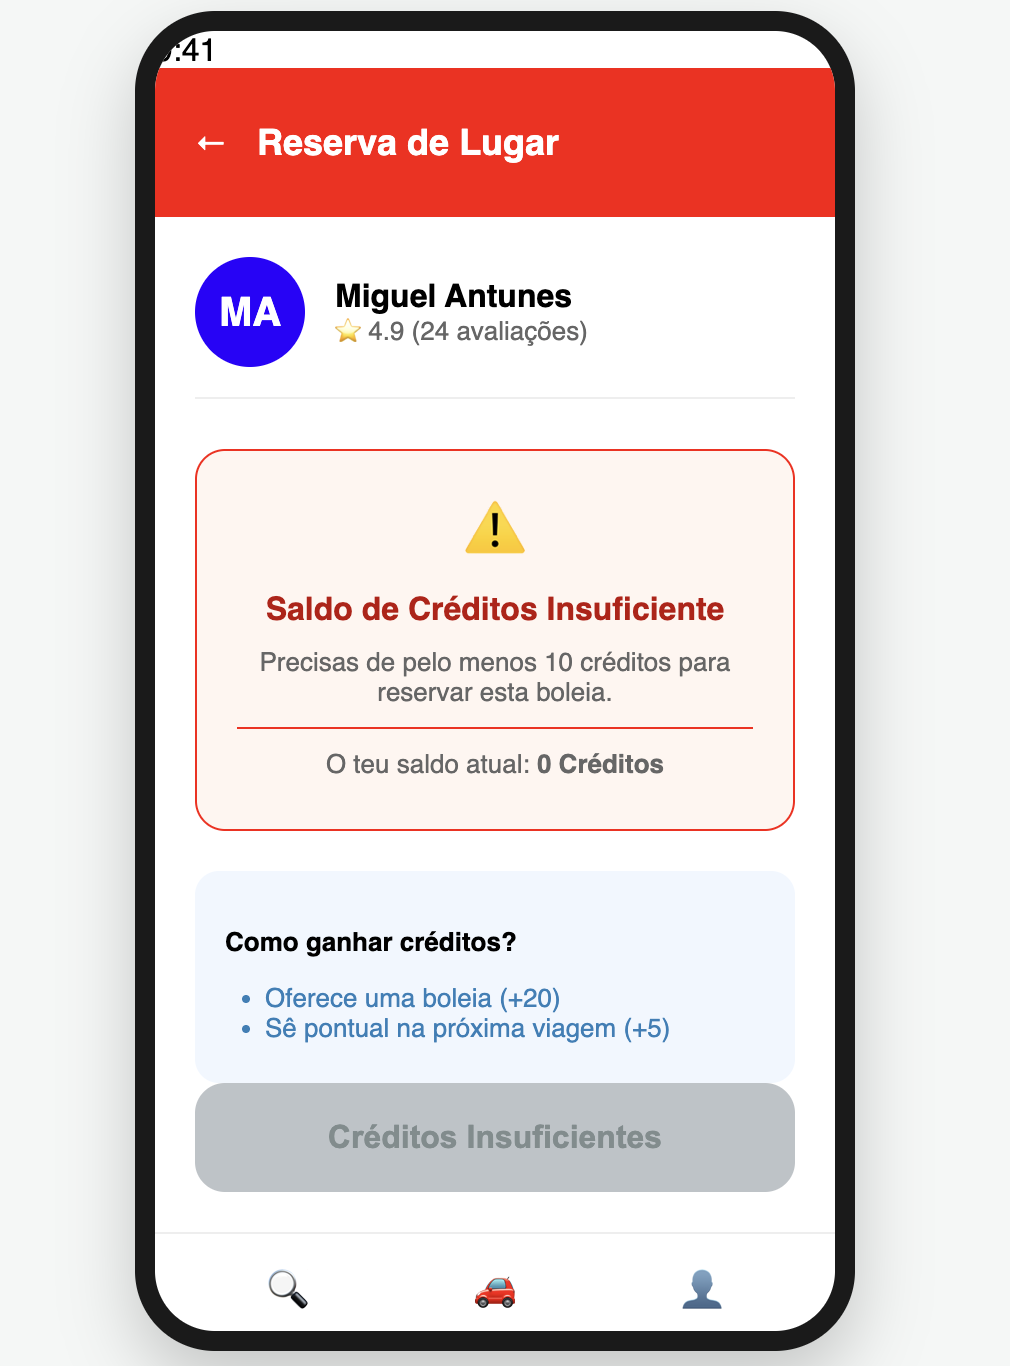 :41
← Reserva de Lugar
MA
Miguel Antunes
⭐ 4.9 (24 avaliações)
Saldo de Créditos Insuficiente
Precisas de pelo menos 10 créditos para
reservar esta boleia.
O teu saldo atual: 0 Créditos
Como ganhar créditos?
• Oferece uma boleia (+20)
• Sê pontual na próxima viagem (+5)
Créditos Insuficientes